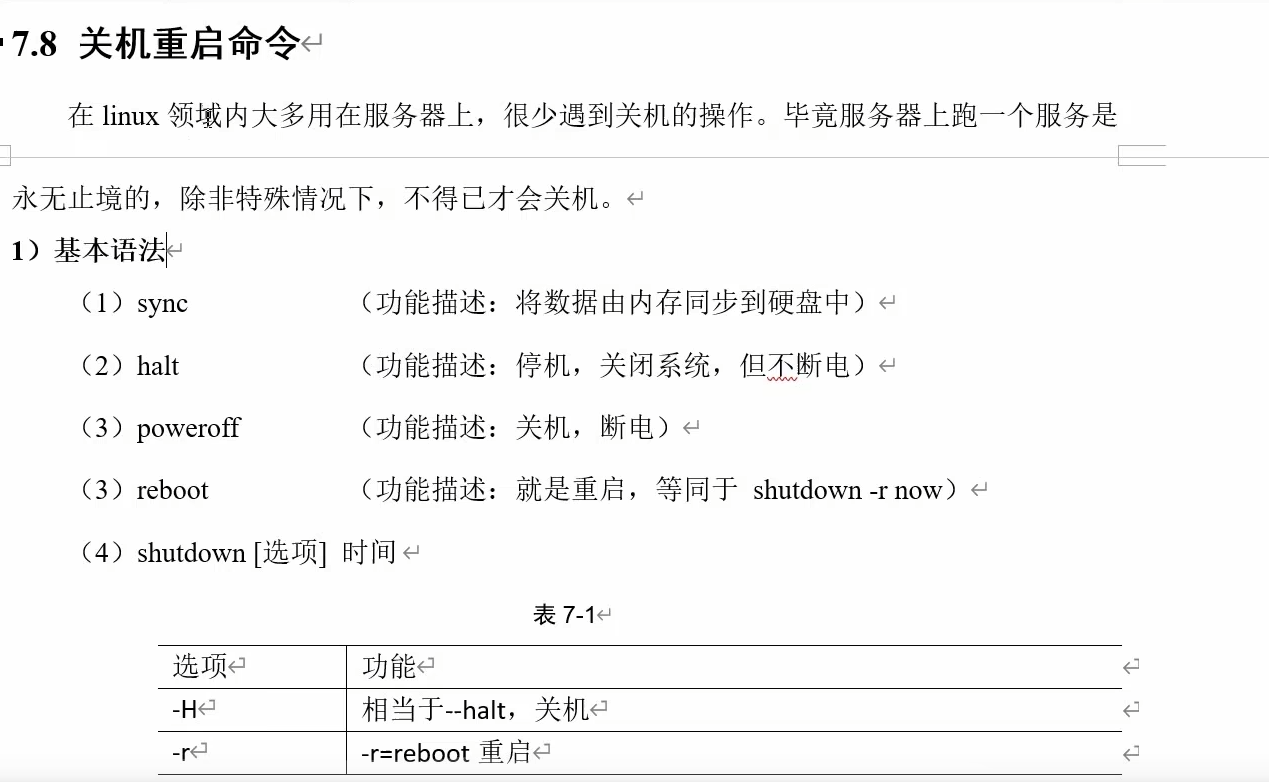 7.8 关机重启命令
在 linux 领域内大多用在服务器上，很少遇到关机的操作。毕竟服务器上跑一个服务是
永无止境的，除非特殊情况下，不得已才会关机。
1）基本语法
（1）sync （功能描述：将数据由内存同步到硬盘中）
（2）halt （功能描述：停机，关闭系统，但不断电）
（3）poweroff （功能描述：关机，断电）
（3）reboot （功能描述：就是重启，等同于 shutdown -r now）
（4）shutdown [选项] 时间
表 7-1
选项 功能
-H 相当于--halt，关机
-r -r=reboot 重启